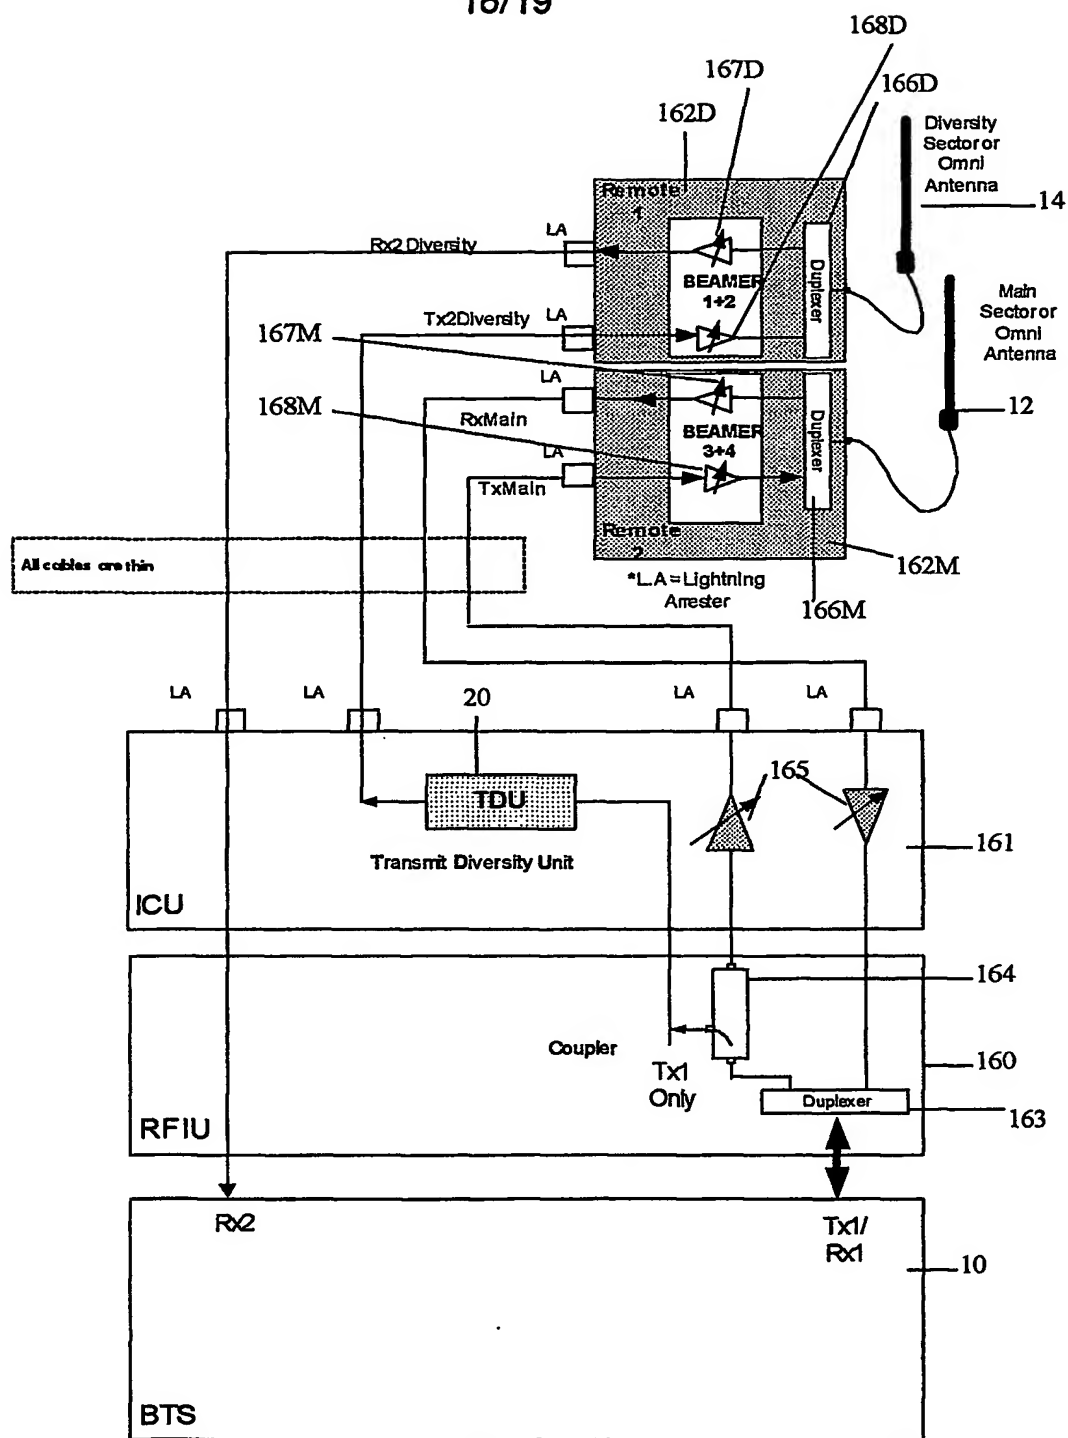 16/19
168D
167D
166D
162D
Diversity
Sector or
Omni
Antenna
14
Remote
1
LA
Rx2 Diversity
BEAMER
1+2
Duplexer
Main
Sector or
Omni
Antenna
Tx2Diversity
LA
167M
LA
168M
RxMain
BEAMER
3+4
Duplexer
12
LA
TxMain
Remote
2
All cables are thin
162M
*L.A=Lightning
Arrester
166M
LA
LA
20
LA
LA
165
TDU
161
Transmit Diversity Unit
ICU
164
Coupler
Tx1
Only
160
Duplexer
163
RFIU
Rx2
Tx1/
Rx1
10
BTS